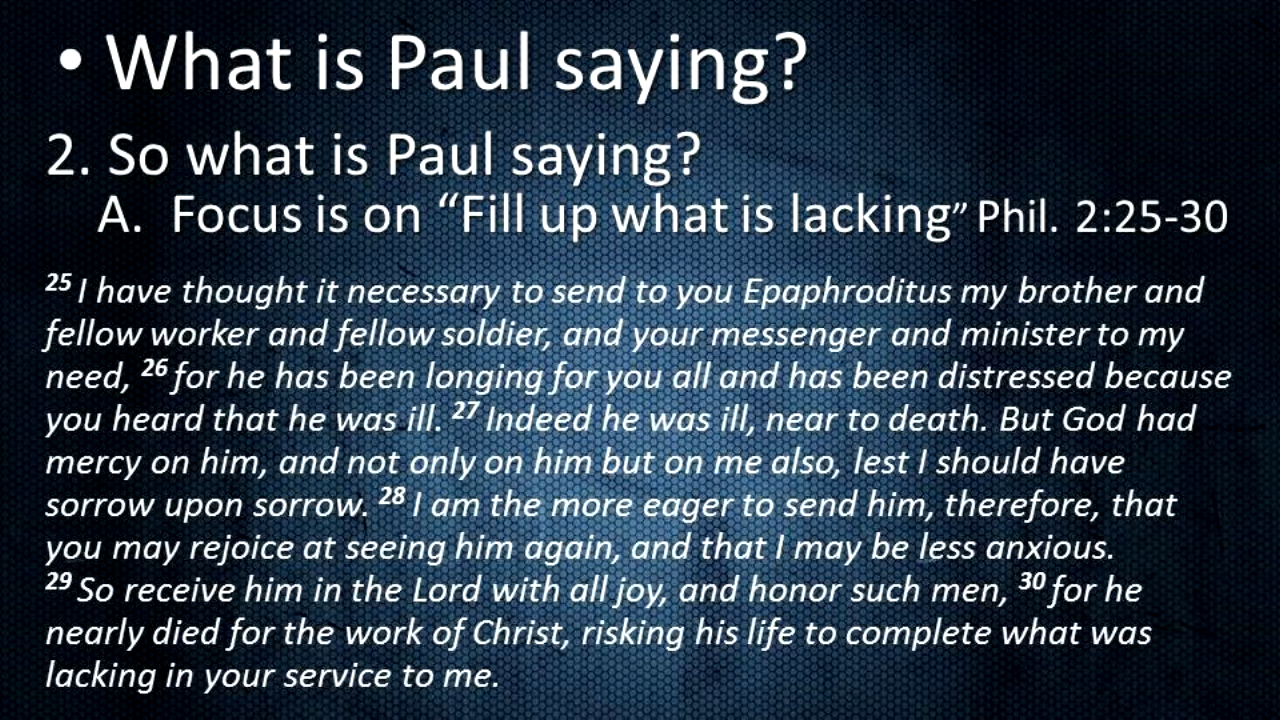 • What is Paul saying?
2. So what is Paul saying?
A. Focus is on “Fill up what is lacking” Phil. 2:25-30
25 I have thought it necessary to send to you Epaphroditus my brother and
fellow worker and fellow soldier, and your messenger and minister to my
need, 26 for he has been longing for you all and has been distressed because
you heard that he was ill. 27 Indeed he was ill, near to death. But God had
mercy on him, and not only on him but on me also, lest I should have
sorrow upon sorrow. 28 I am the more eager to send him, therefore, that
you may rejoice at seeing him again, and that I may be less anxious.
29 So receive him in the Lord with all joy, and honor such men, 30 for he
nearly died for the work of Christ, risking his life to complete what was
lacking in your service to me.